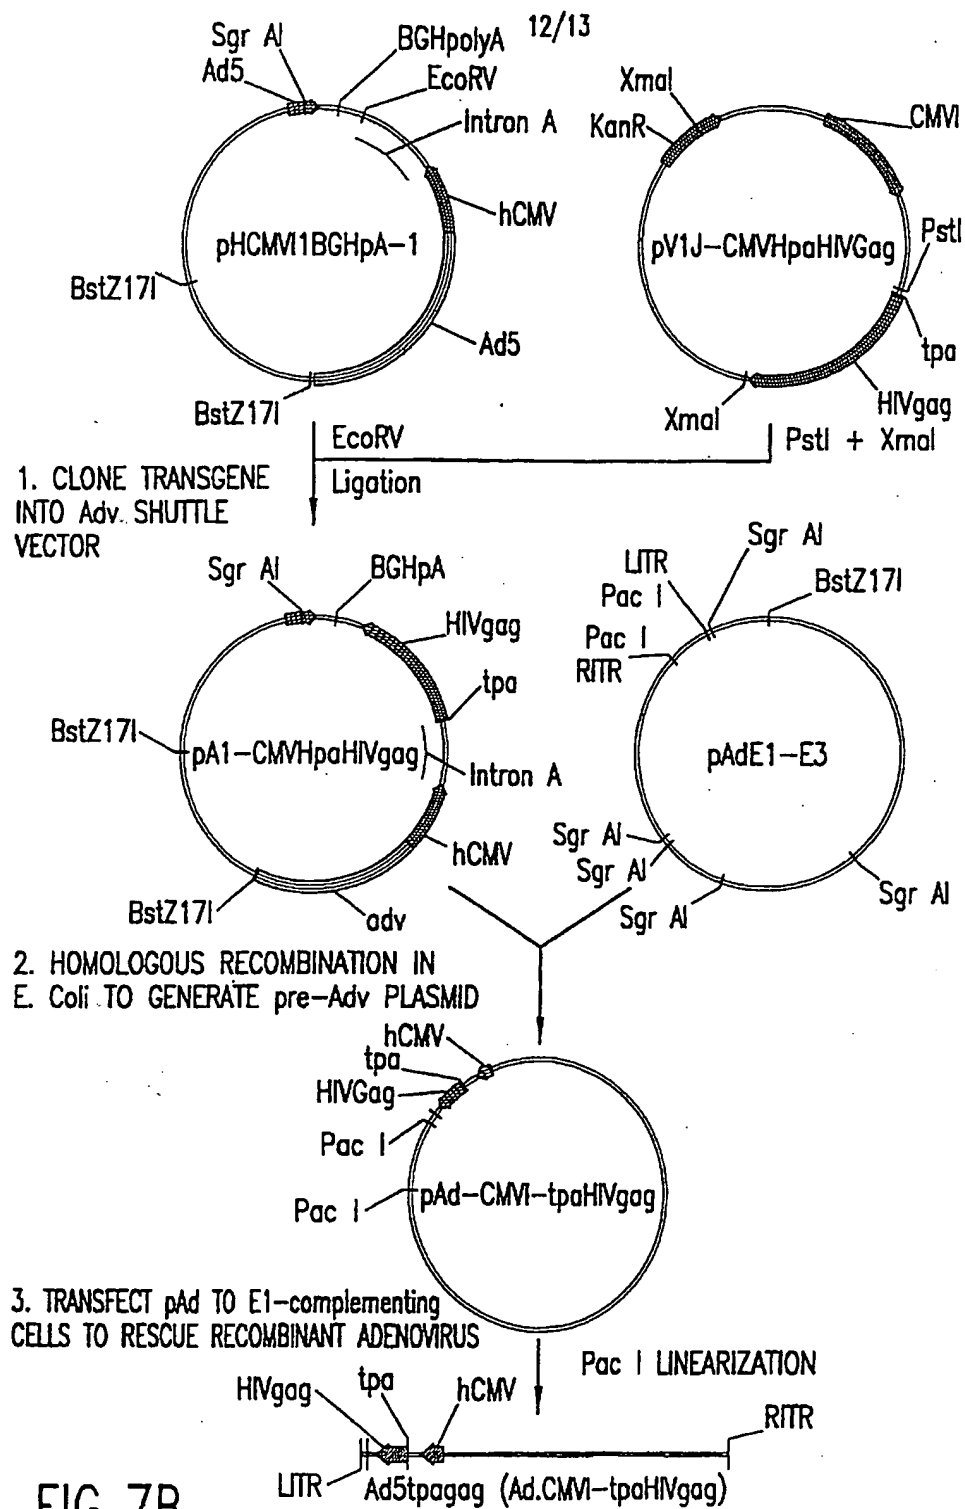 12/13
Sgr AI
Ad5
BGHpolyA
EcoRV
Intron A
hCMV
pHCMVI1BGHpA-1
BstZ17I
Ad5
BstZ17I
XmaI
KanR
CMVI
pV1J-CMVHpaHIVGag
PstI
tpa
HIVgag
XmaI
EcoRV
Ligation
PstI + XmaI
1. CLONE TRANSGENE
INTO Adv. SHUTTLE
VECTOR
Sgr AI
BGHpA
HIVgag
tpa
BstZ17I
pA1-CMVHpaHIVgag
Intron A
hCMV
BstZ17I
adv
Sgr AI
LITR
Pac I
BstZ17I
Pac I
RITR
pAdE1-E3
Sgr AI
Sgr AI
Sgr AI
Sgr AI
2. HOMOLOGOUS RECOMBINATION IN
E. Coli TO GENERATE pre-Adv PLASMID
hCMV
tpa
HIVGag
Pac I
Pac I
pAd-CMVI-tpaHIVgag
3. TRANSFECT pAd TO E1-complementing
CELLS TO RESCUE RECOMBINANT ADENOVIRUS
Pac I LINEARIZATION
HIVgag
tpa
hCMV
RITR
LITR
Ad5tpagag (Ad.CMVI-tpaHIVgag)
FIG. 7B